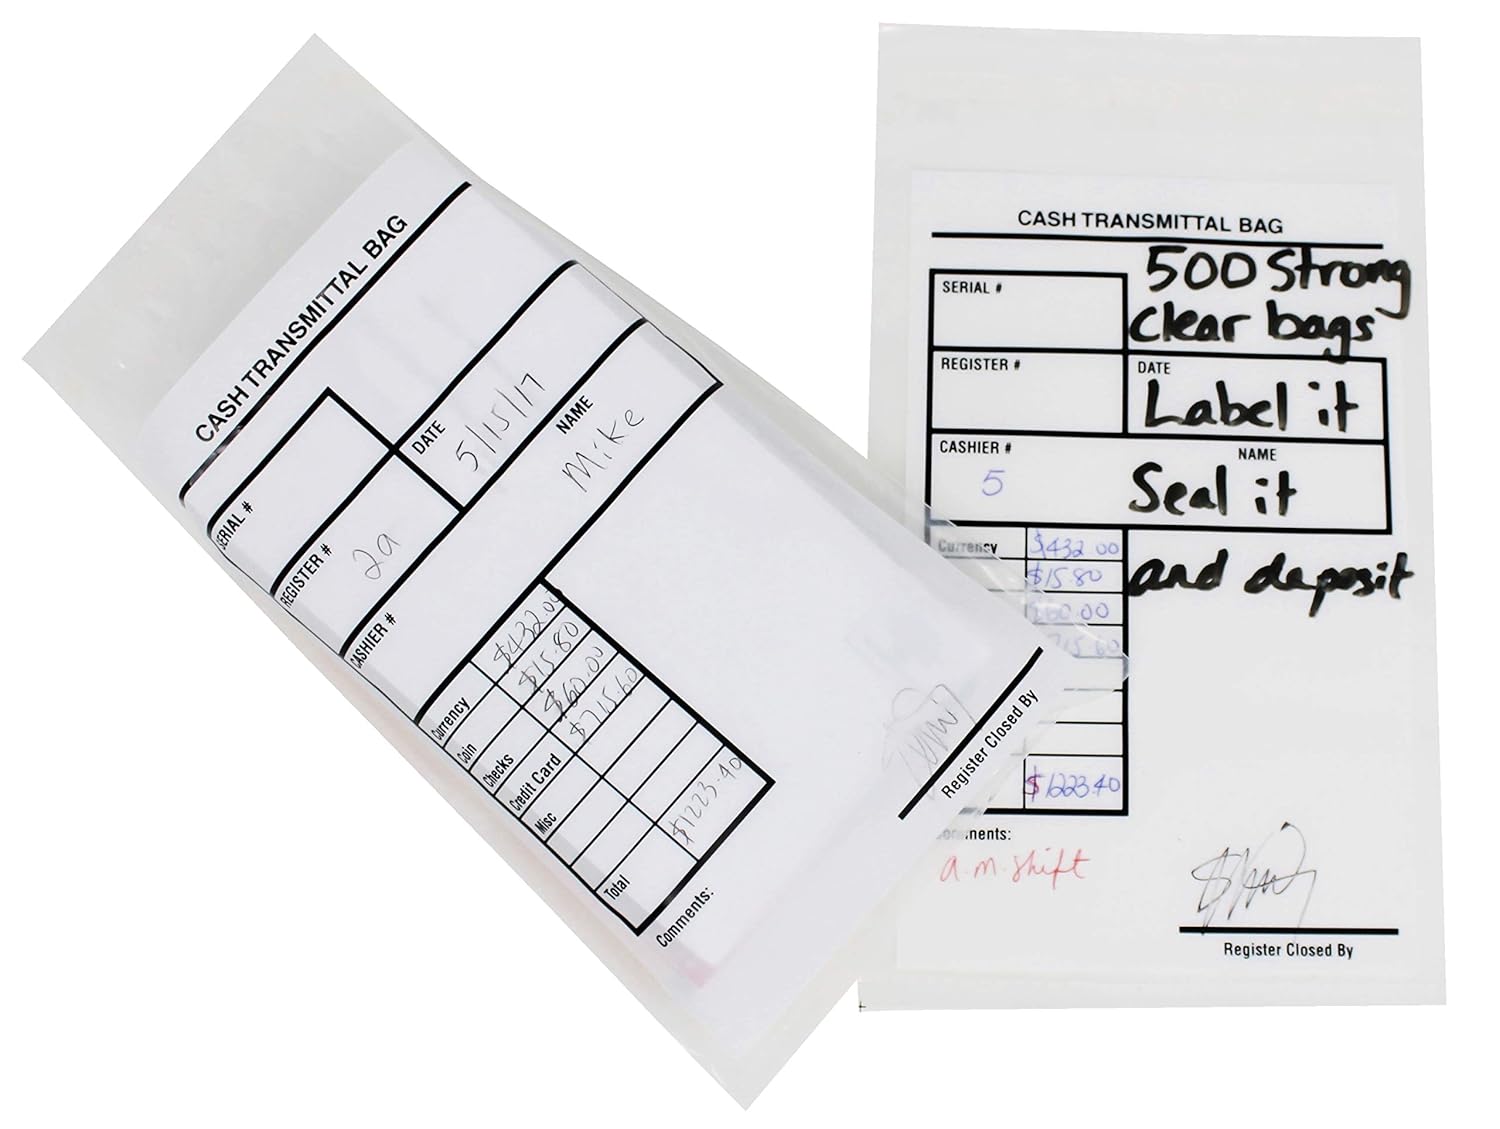 CASH TRANSMITTAL BAG
SERIAL #
REGISTER #
2a
DATE
5/15/17
CASHIER #
NAME
Mike
Currency $432.00
Coin $15.80
Checks $60.00
Credit Card $715.60
Misc
Total $1223.40
Comments:
Register Closed By
CASH TRANSMITTAL BAG
500 Strong
clear bags
SERIAL #
REGISTER #
DATE
Label it
CASHIER #
5
NAME
Seal it
Currency $432.00
$15.80
and deposit
$60.00
715.60
$1223.40
Comments:
a.m. shift
Register Closed By